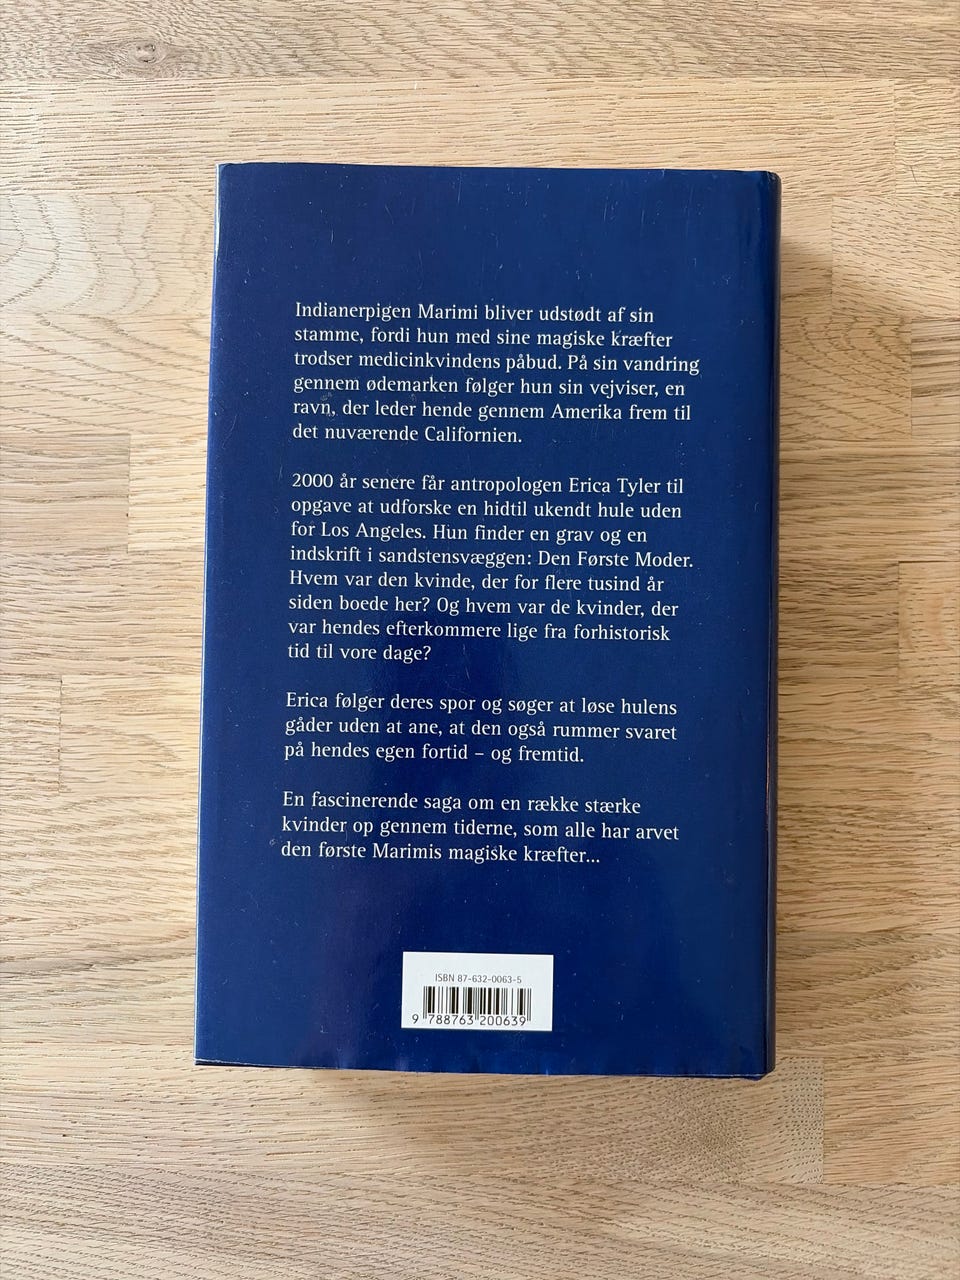 Indianerpigen Marimi bliver udstødt af sin
stamme, fordi hun med sine magiske kræfter
trodser medicinkvindens påbud. På sin vandring
gennem ødemarken følger hun sin vejviser, en
ravn, der leder hende gennem Amerika frem til
det nuværende Californien.
2000 år senere får antropologen Erica Tyler til
opgave at udforske en hidtil ukendt hule uden
for Los Angeles. Hun finder en grav og en
indskrift i sandstensvæggen: Den Første Moder.
Hvem var den kvinde, der for flere tusind år
siden boede her? Og hvem var de kvinder, der
var hendes efterkommere lige fra forhistorisk
tid til vore dage?
Erica følger deres spor og søger at løse hulens
gåder uden at ane, at den også rummer svaret
på hendes egen fortid – og fremtid.
En fascinerende saga om en række stærke
kvinder op gennem tiderne, som alle har arvet
den første Marimis magiske kræfter...
ISBN 87-632-0063-5
9 788763 200639